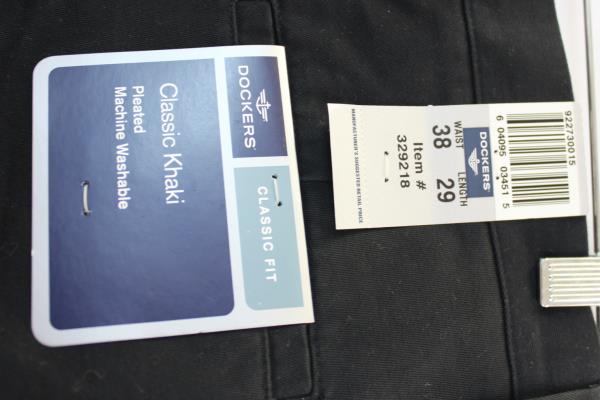 DOCKERS®
CLASSIC FIT
Classic Khaki
Pleated
Machine Washable
922730015
6 04095 03451 5
DOCKERS®
WAIST LENGTH
38 29
Item #
329218
MANUFACTURER'S SUGGESTED RETAIL PRICE